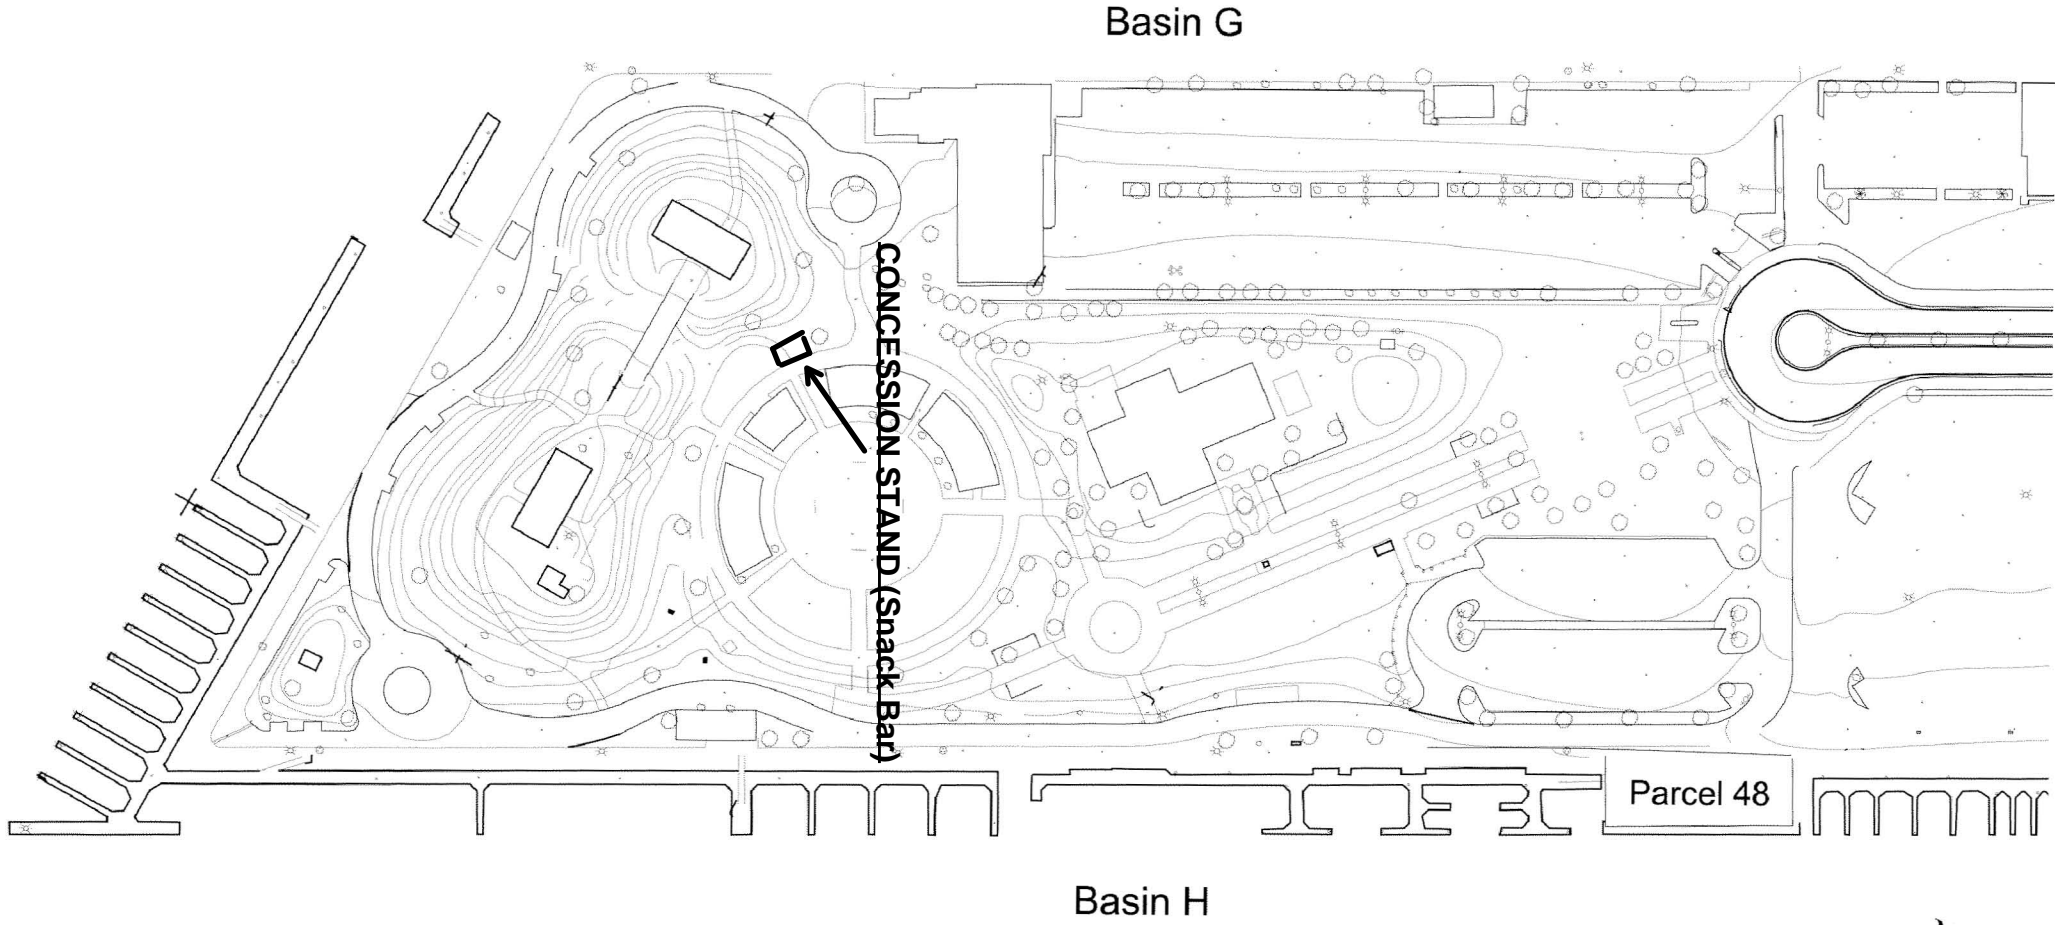 Basin G
CONCESSION STAND (Snack Bar)
Parcel 48
Basin H